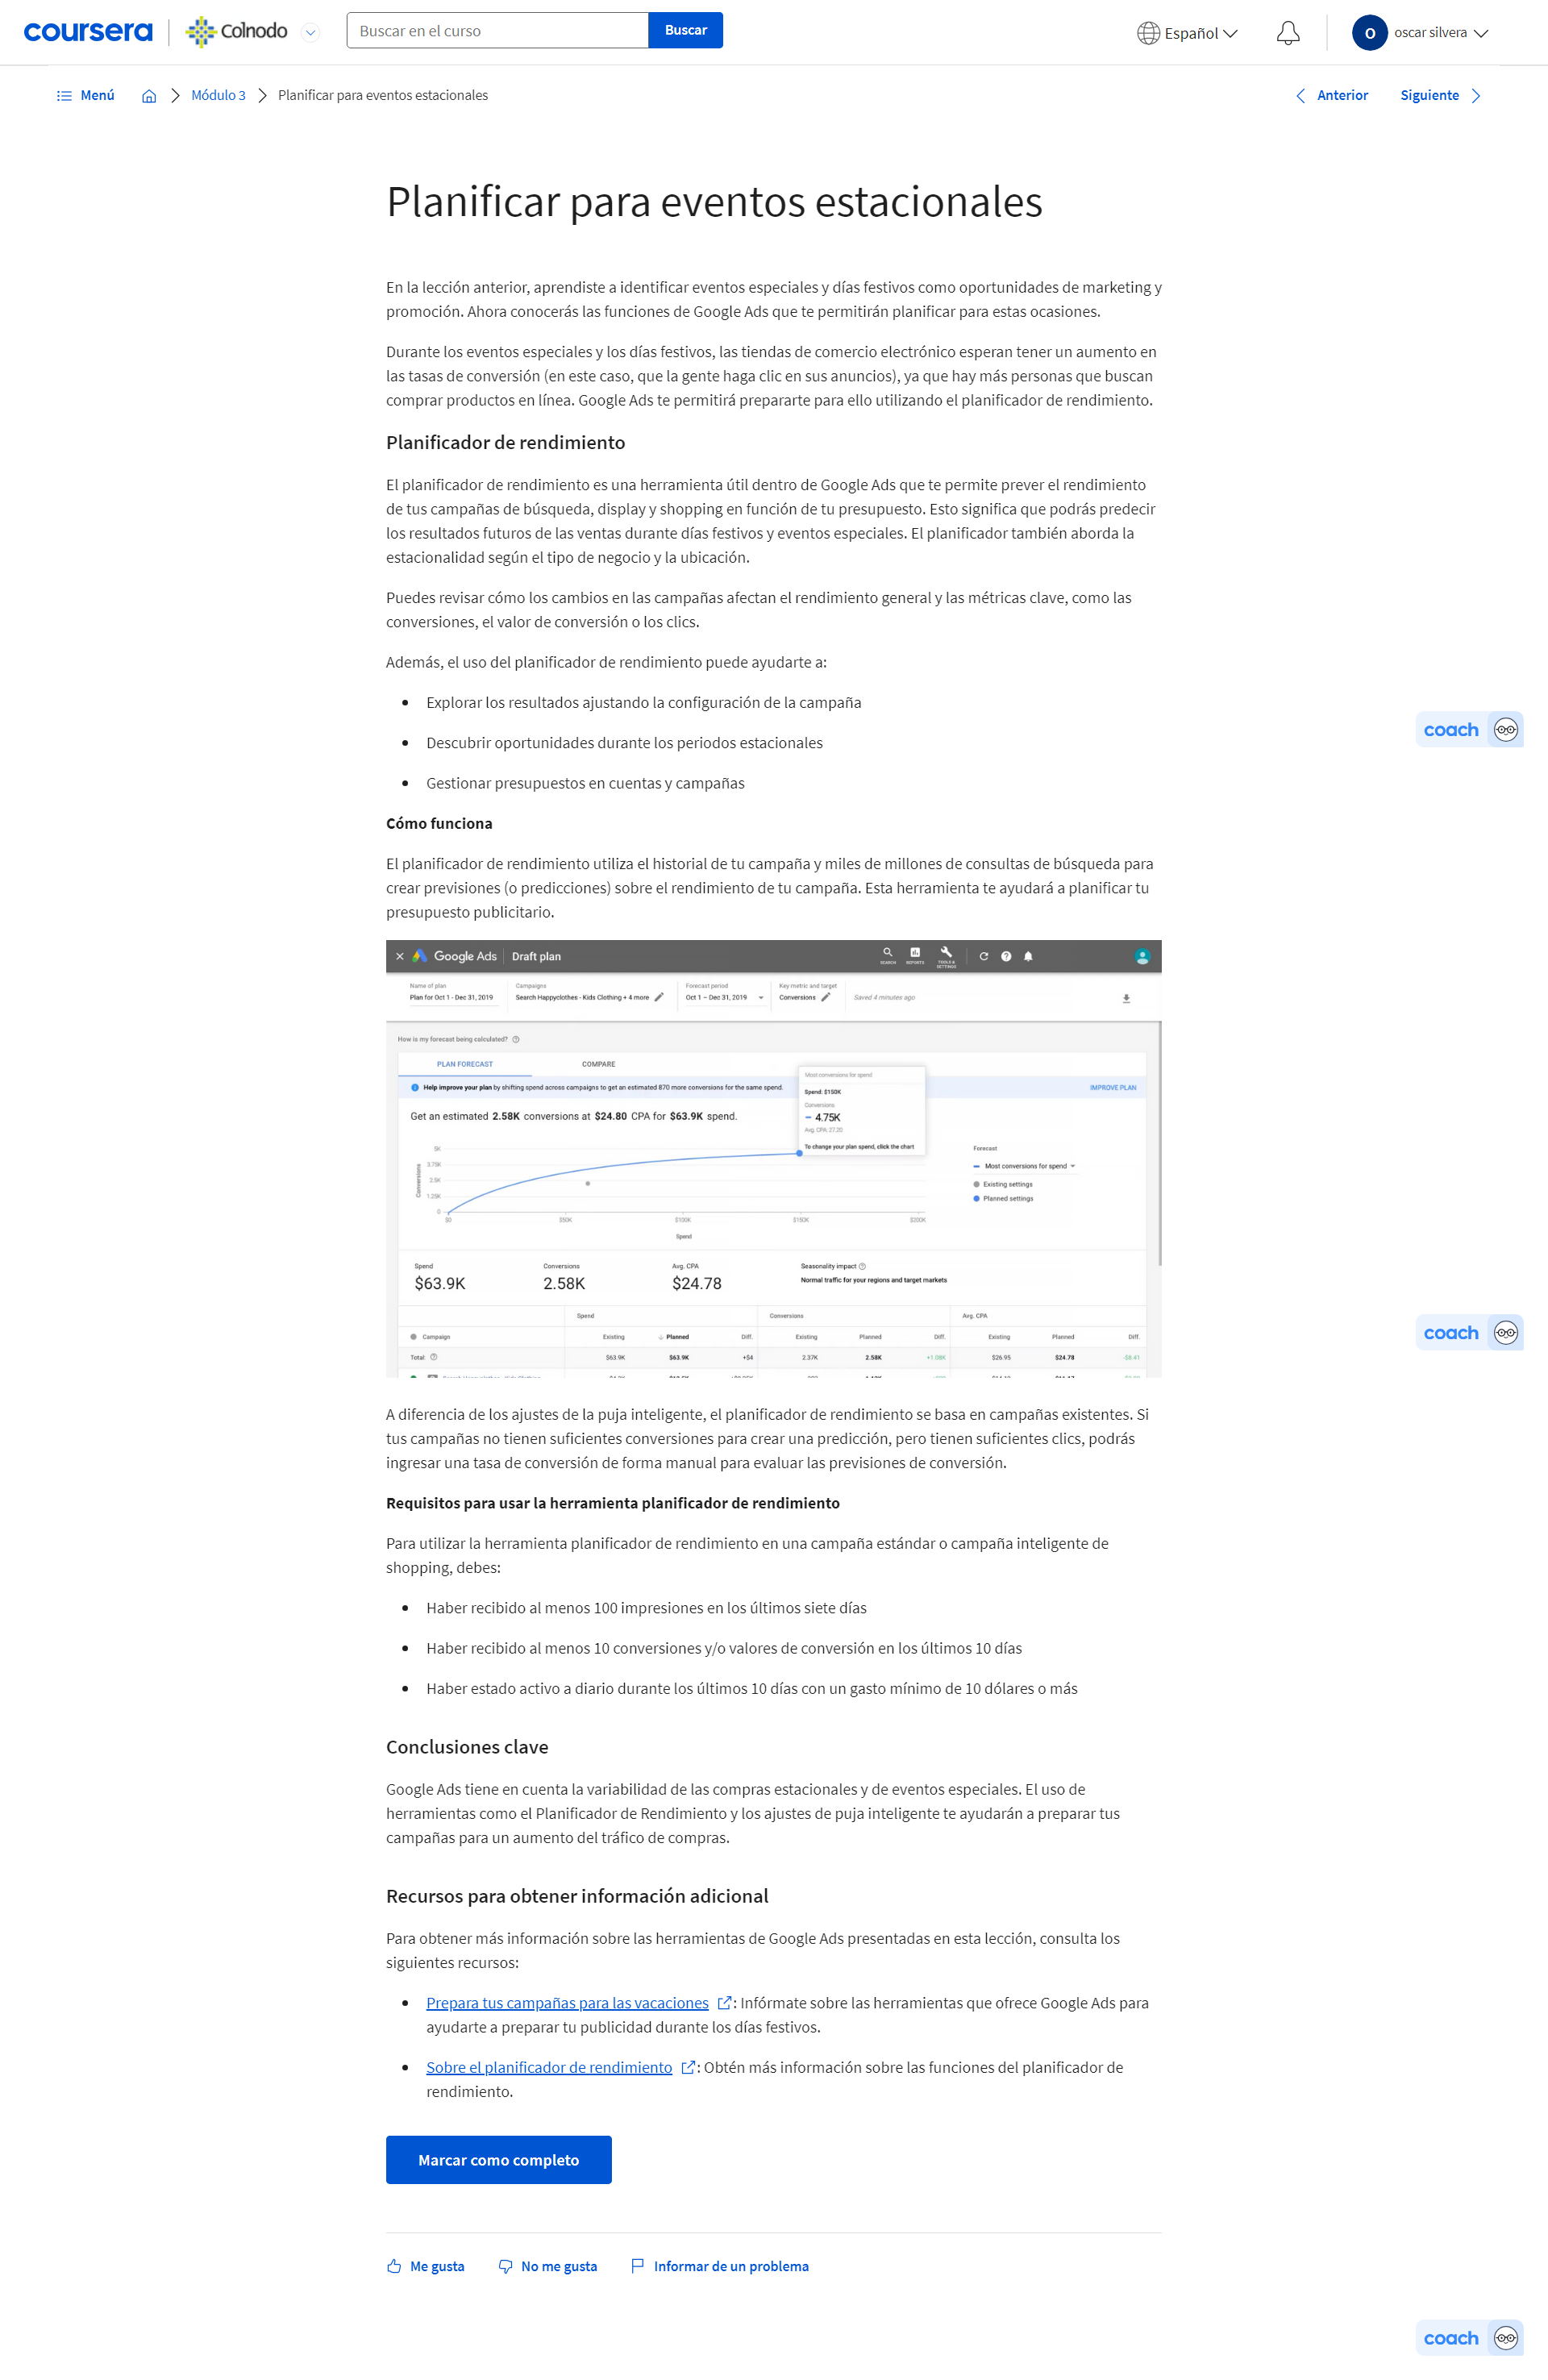 coursera
Colnodo
Buscar en el curso
Buscar
Español
O
oscar silvera
Menú
Módulo 3
Planificar para eventos estacionales
Anterior
Siguiente
Planificar para eventos estacionales
En la lección anterior, aprendiste a identificar eventos especiales y días festivos como oportunidades de marketing y
promoción. Ahora conocerás las funciones de Google Ads que te permitirán planificar para estas ocasiones.
Durante los eventos especiales y los días festivos, las tiendas de comercio electrónico esperan tener un aumento en
las tasas de conversión (en este caso, que la gente haga clic en sus anuncios), ya que hay más personas que buscan
comprar productos en línea. Google Ads te permitirá prepararte para ello utilizando el planificador de rendimiento.
Planificador de rendimiento
El planificador de rendimiento es una herramienta útil dentro de Google Ads que te permite prever el rendimiento
de tus campañas de búsqueda, display y shopping en función de tu presupuesto. Esto significa que podrás predecir
los resultados futuros de las ventas durante días festivos y eventos especiales. El planificador también aborda la
estacionalidad según el tipo de negocio y la ubicación.
Puedes revisar cómo los cambios en las campañas afectan el rendimiento general y las métricas clave, como las
conversiones, el valor de conversión o los clics.
Además, el uso del planificador de rendimiento puede ayudarte a:
Explorar los resultados ajustando la configuración de la campaña
coach
Descubrir oportunidades durante los periodos estacionales
Gestionar presupuestos en cuentas y campañas
Cómo funciona
El planificador de rendimiento utiliza el historial de tu campaña y miles de millones de consultas de búsqueda para
crear previsiones (o predicciones) sobre el rendimiento de tu campaña. Esta herramienta te ayudará a planificar tu
presupuesto publicitario.
Google Ads
Draft plan
SEARCH
REPORTS
TOOLS & SETTINGS
Name of plan
Campaigns
Forecast period
Key metric and target
Plan for Oct 1 - Dec 31, 2019
Search Happyclothes - Kids Clothing + 4 more
Oct 1 – Dec 31, 2019
Conversions
Saved 4 minutes ago
How is my forecast being calculated?
PLAN FORECAST
COMPARE
Most conversions for spend
Help improve your plan by shifting spend across campaigns to get an estimated 870 more conversions for the same spend.
IMPROVE PLAN
Spend: $150K
Conversions
4.75K
Avg. CPA: 27.20
To change your plan spend, click the chart
Get an estimated 2.58K conversions at $24.80 CPA for $63.9K spend.
Conversions
5K
3.75K
2.5K
1.25K
0
$0
$50K
$100K
$150K
$200K
Spend
Forecast
Most conversions for spend
Existing settings
Planned settings
Spend
Conversions
Avg. CPA
Seasonality impact
$63.9K
2.58K
$24.78
Normal traffic for your regions and target markets
Spend
Conversions
Avg. CPA
Campaign
Existing
Planned
Diff.
Existing
Planned
Diff.
Existing
Planned
Diff.
Total:
$63.9K
$63.9K
+$4
2.37K
2.58K
+1.08K
$26.95
$24.78
-$8.41
coach
A diferencia de los ajustes de la puja inteligente, el planificador de rendimiento se basa en campañas existentes. Si
tus campañas no tienen suficientes conversiones para crear una predicción, pero tienen suficientes clics, podrás
ingresar una tasa de conversión de forma manual para evaluar las previsiones de conversión.
Requisitos para usar la herramienta planificador de rendimiento
Para utilizar la herramienta planificador de rendimiento en una campaña estándar o campaña inteligente de
shopping, debes:
Haber recibido al menos 100 impresiones en los últimos siete días
Haber recibido al menos 10 conversiones y/o valores de conversión en los últimos 10 días
Haber estado activo a diario durante los últimos 10 días con un gasto mínimo de 10 dólares o más
Conclusiones clave
Google Ads tiene en cuenta la variabilidad de las compras estacionales y de eventos especiales. El uso de
herramientas como el Planificador de Rendimiento y los ajustes de puja inteligente te ayudarán a preparar tus
campañas para un aumento del tráfico de compras.
Recursos para obtener información adicional
Para obtener más información sobre las herramientas de Google Ads presentadas en esta lección, consulta los
siguientes recursos:
Prepara tus campañas para las vacaciones : Infórmate sobre las herramientas que ofrece Google Ads para
ayudarte a preparar tu publicidad durante los días festivos.
Sobre el planificador de rendimiento : Obtén más información sobre las funciones del planificador de
rendimiento.
Marcar como completo
Me gusta
No me gusta
Informar de un problema
coach